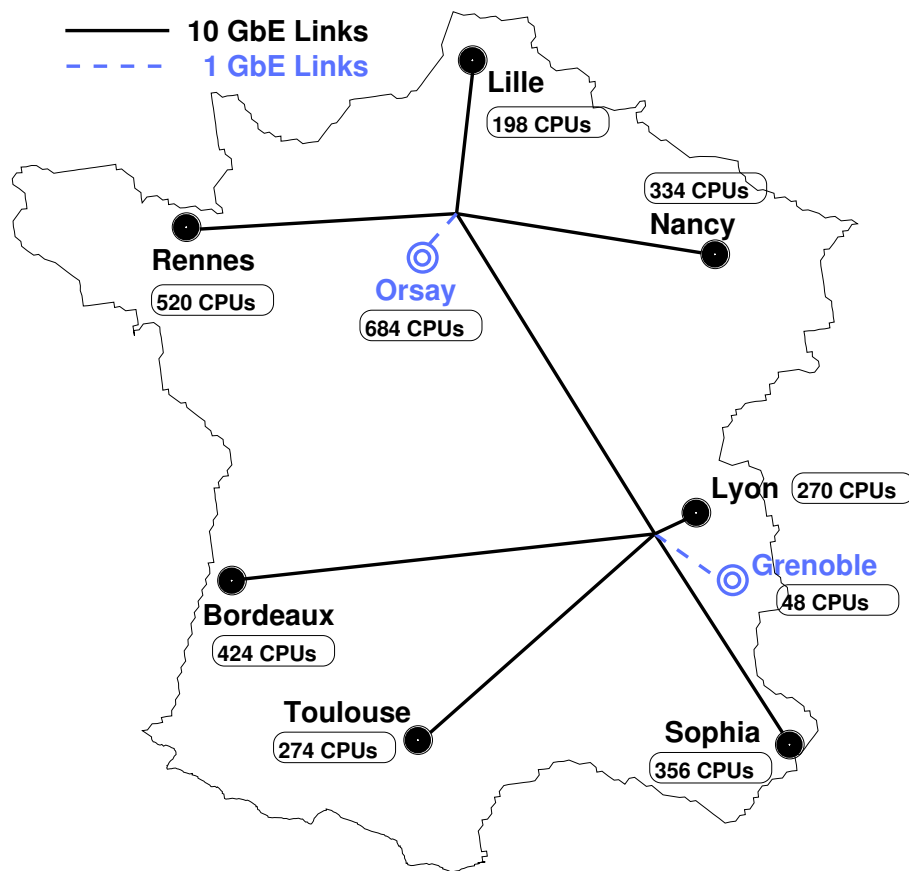 10 GbE Links
1 GbE Links
Lille
198 CPUs
334 CPUs
Nancy
Rennes
520 CPUs
Orsay
684 CPUs
Lyon
270 CPUs
Grenoble
48 CPUs
Bordeaux
424 CPUs
Toulouse
274 CPUs
Sophia
356 CPUs